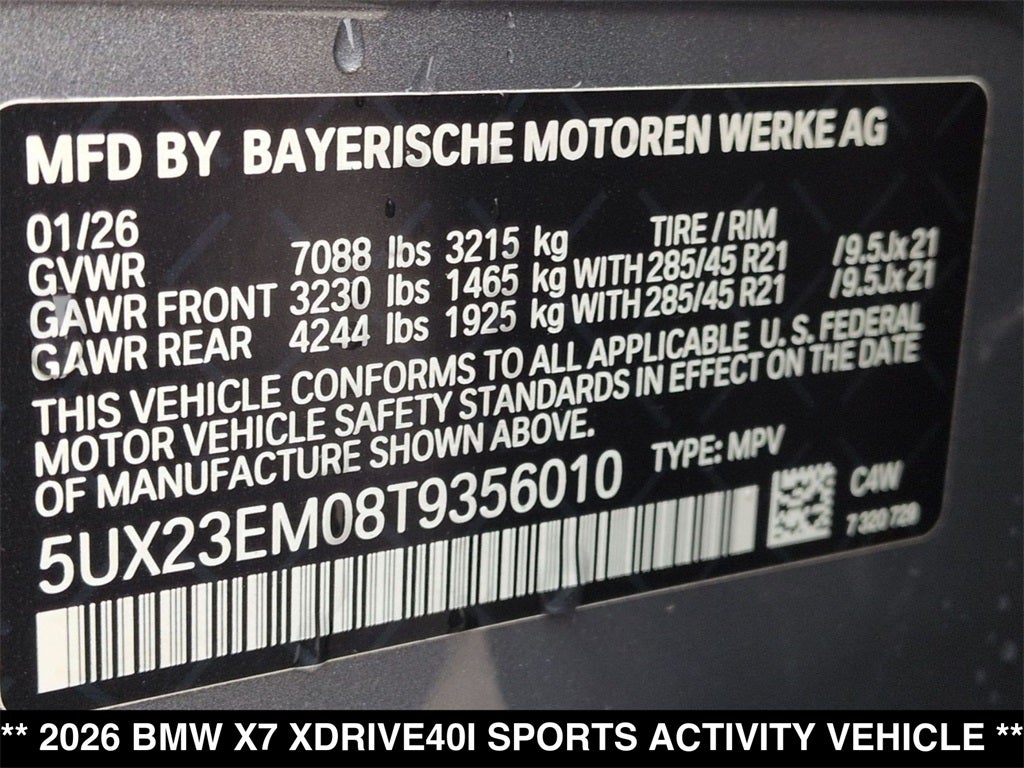 MFD BY BAYERISCHE MOTOREN WERKE AG
01/26 TIRE / RIM
GVWR 7088 lbs 3215 kg
GAWR FRONT 3230 lbs 1465 kg WITH 285/45 R21 /9.5Jx21
GAWR REAR 4244 lbs 1925 kg WITH 285/45 R21 /9.5Jx21
THIS VEHICLE CONFORMS TO ALL APPLICABLE U.S. FEDERAL
MOTOR VEHICLE SAFETY STANDARDS IN EFFECT ON THE DATE
OF MANUFACTURE SHOWN ABOVE.
5UX23EM08T9356010 TYPE: MPV
C4W
7 320 720
** 2026 BMW X7 XDRIVE40I SPORTS ACTIVITY VEHICLE **